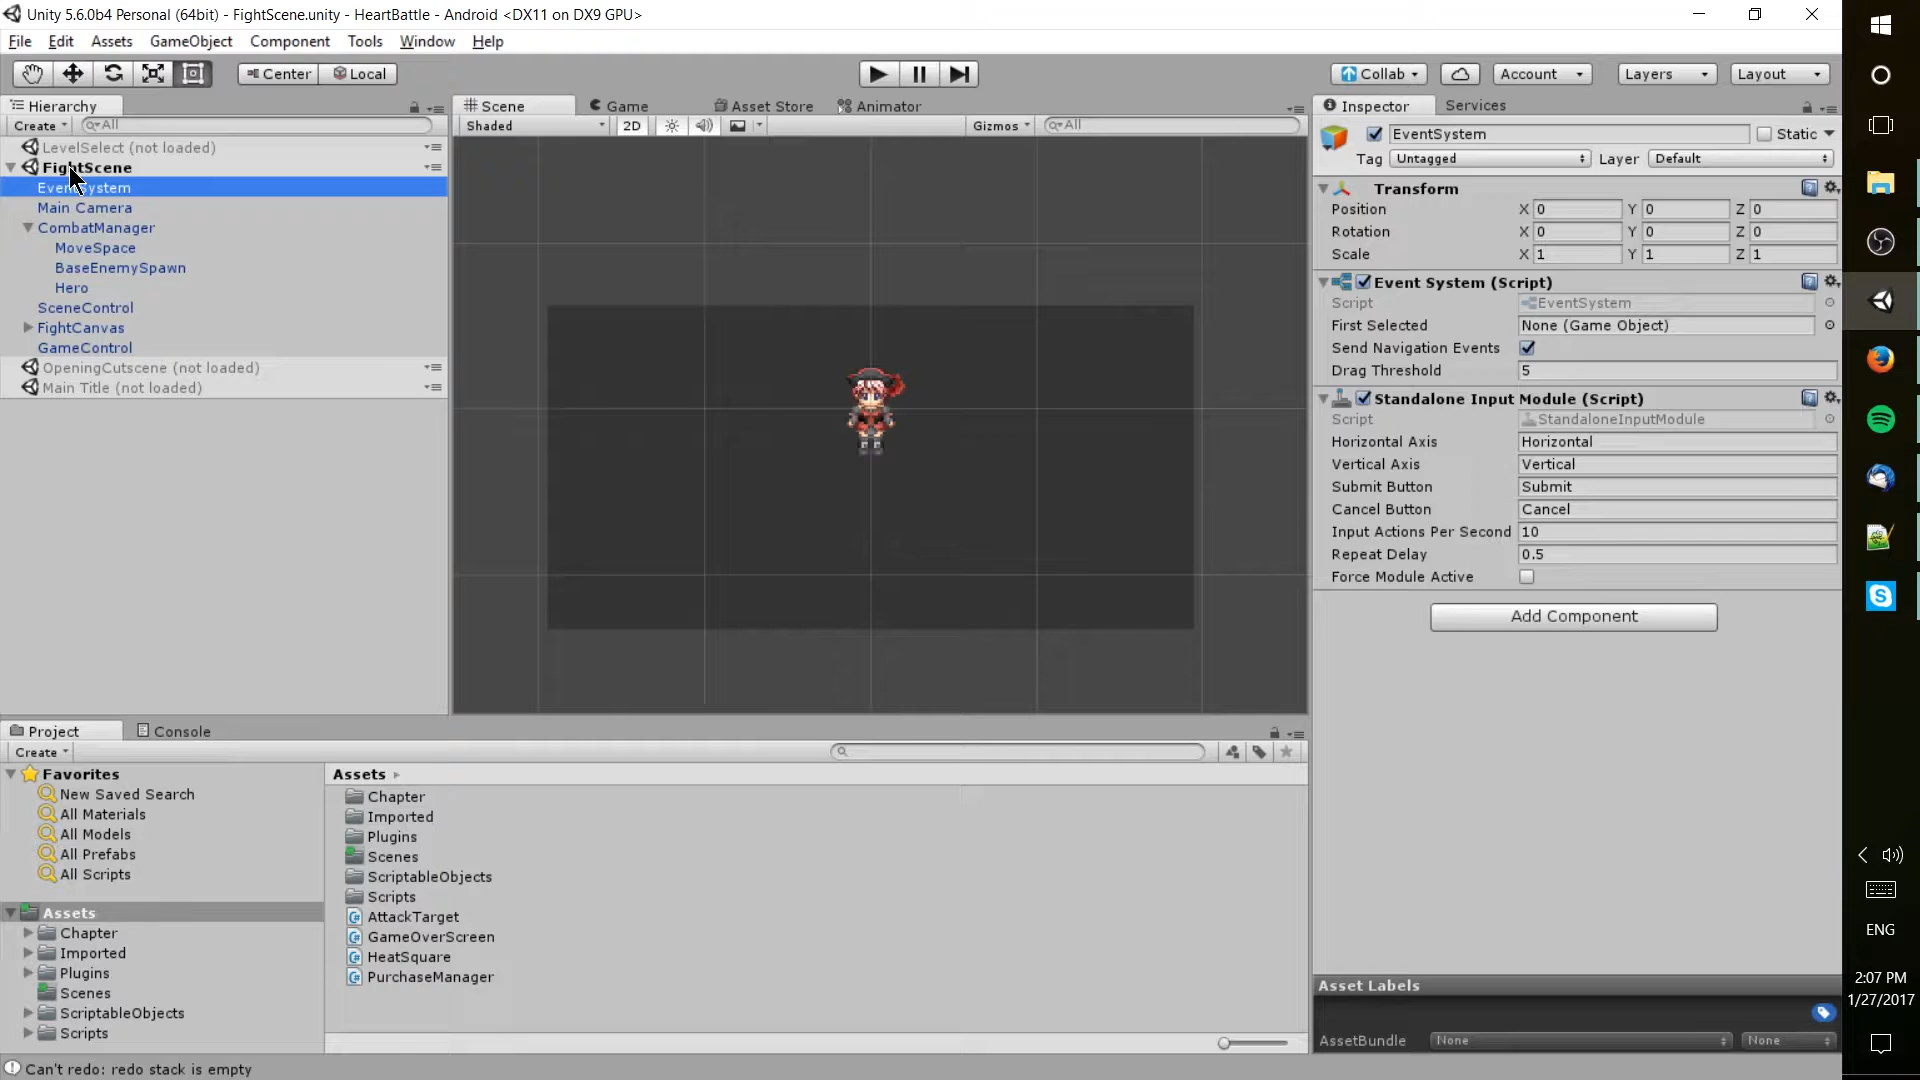 Unity 5.6.0b4 Personal (64bit) - FightScene.unity - HeartBattle - Android <DX11 on DX9 GPU>
File Edit Assets GameObject Component Tools Window Help
Center Local Collab Account Layers Layout
Hierarchy
Create All
LevelSelect (not loaded)
FightScene
EventSystem
Main Camera
CombatManager
MoveSpace
BaseEnemySpawn
Hero
SceneControl
FightCanvas
GameControl
OpeningCutscene (not loaded)
Main Title (not loaded)
Scene Game Asset Store Animator
Shaded 2D Gizmos All
Inspector Services
EventSystem Static
Tag Untagged Layer Default
Transform
Position X 0 Y 0 Z 0
Rotation X 0 Y 0 Z 0
Scale X 1 Y 1 Z 1
Event System (Script)
Script EventSystem
First Selected None (Game Object)
Send Navigation Events
Drag Threshold 5
Standalone Input Module (Script)
Script StandaloneInputModule
Horizontal Axis Horizontal
Vertical Axis Vertical
Submit Button Submit
Cancel Button Cancel
Input Actions Per Second 10
Repeat Delay 0.5
Force Module Active
Add Component
Asset Labels
AssetBundle None None
Project Console
Create
Favorites
New Saved Search
All Materials
All Models
All Prefabs
All Scripts
Assets
Chapter
Imported
Plugins
Scenes
ScriptableObjects
Scripts
Assets
Chapter
Imported
Plugins
Scenes
ScriptableObjects
Scripts
AttackTarget
GameOverScreen
HeatSquare
PurchaseManager
Can't redo: redo stack is empty
ENG
2:07 PM
1/27/2017